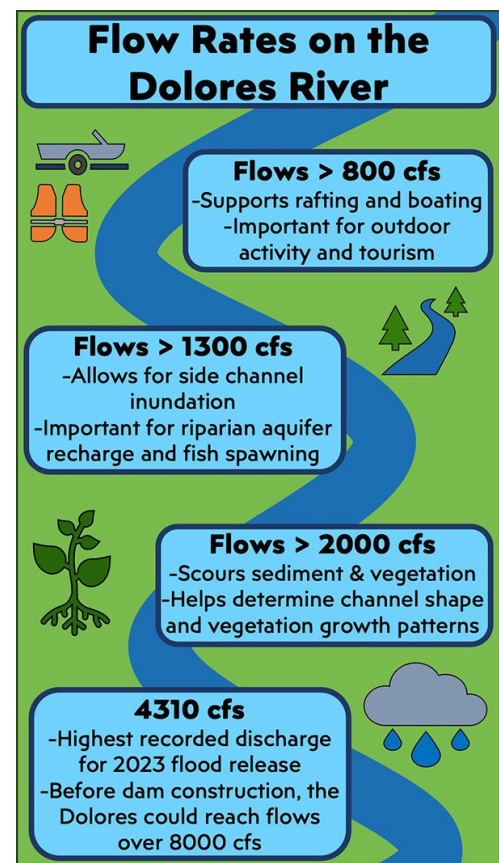 Flow Rates on the
Dolores River
Flows > 800 cfs
-Supports rafting and boating
-Important for outdoor
activity and tourism
Flows > 1300 cfs
-Allows for side channel
inundation
-Important for riparian aquifer
recharge and fish spawning
Flows > 2000 cfs
-Scours sediment & vegetation
-Helps determine channel shape
and vegetation growth patterns
4310 cfs
-Highest recorded discharge
for 2023 flood release
-Before dam construction, the
Dolores could reach flows
over 8000 cfs